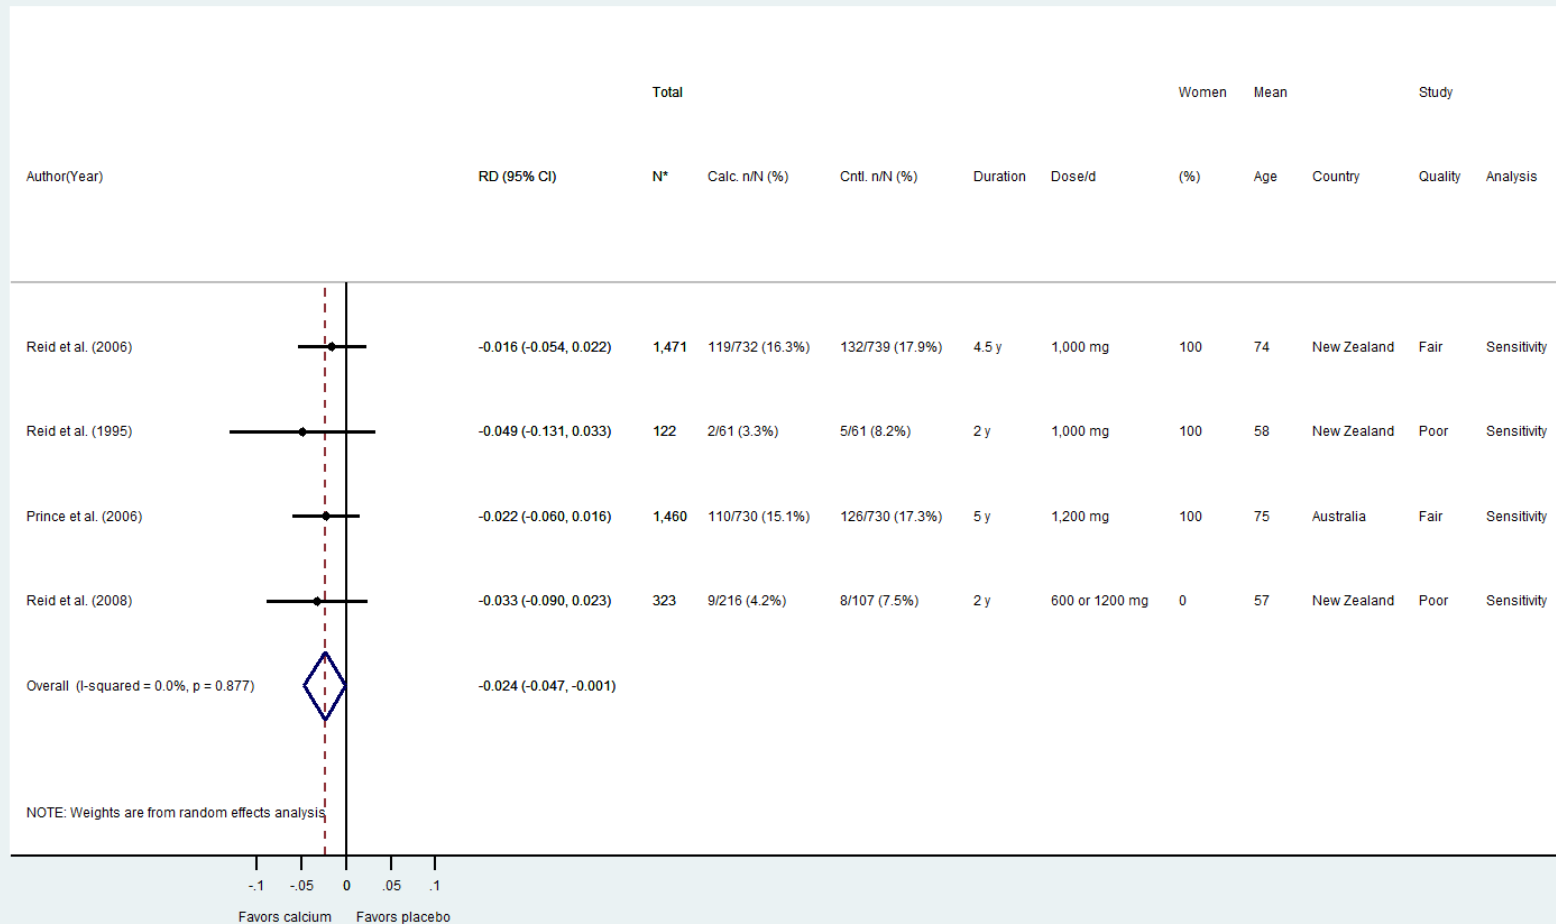 Total Women Mean Study
Author(Year) RD (95% CI) N* Calc. n/N (%) Cntl. n/N (%) Duration Dose/d (%) Age Country Quality Analysis
Reid et al. (2006) -0.016 (-0.054, 0.022) 1,471 119/732 (16.3%) 132/739 (17.9%) 4.5 y 1,000 mg 100 74 New Zealand Fair Sensitivity
Reid et al. (1995) -0.049 (-0.131, 0.033) 122 2/61 (3.3%) 5/61 (8.2%) 2 y 1,000 mg 100 58 New Zealand Poor Sensitivity
Prince et al. (2006) -0.022 (-0.060, 0.016) 1,460 110/730 (15.1%) 126/730 (17.3%) 5 y 1,200 mg 100 75 Australia Fair Sensitivity
Reid et al. (2008) -0.033 (-0.090, 0.023) 323 9/216 (4.2%) 8/107 (7.5%) 2 y 600 or 1200 mg 0 57 New Zealand Poor Sensitivity
Overall (I-squared = 0.0%, p = 0.877) -0.024 (-0.047, -0.001)
NOTE: Weights are from random effects analysis
-.1 -.05 0 .05 .1
Favors calcium Favors placebo